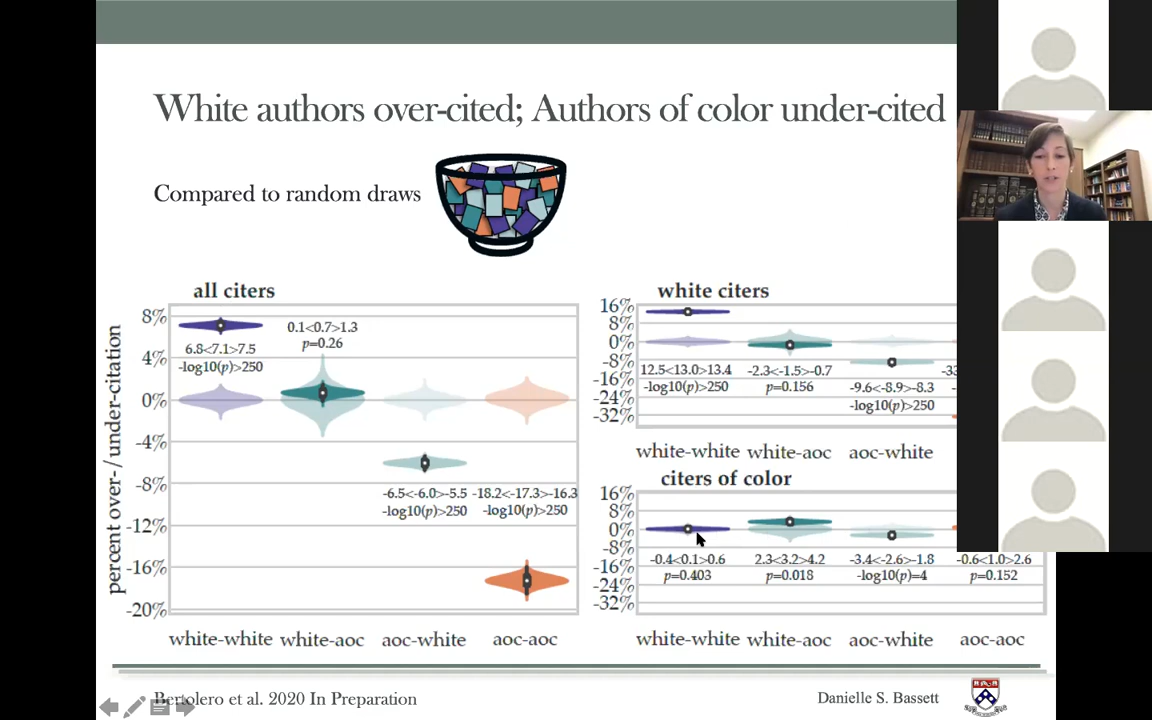 White authors over-cited; Authors of color under-cited
Compared to random draws
all citers
percent over-/ under-citation
8%
4%
0%
-4%
-8%
-12%
-16%
-20%
6.8<7.1>7.5
-log10(p)>250
0.1<0.7>1.3
p=0.26
-6.5<-6.0>-5.5
-log10(p)>250
-18.2<-17.3>-16.3
-log10(p)>250
white-white white-aoc aoc-white aoc-aoc
white citers
16%
8%
0%
-8%
-16%
-24%
-32%
12.5<13.0>13.4
-log10(p)>250
-2.3<-1.5>-0.7
p=0.156
-9.6<-8.9>-8.3
-log10(p)>250
white-white white-aoc aoc-white
citers of color
16%
8%
0%
-8%
-16%
-24%
-32%
-0.4<0.1>0.6
p=0.403
2.3<3.2>4.2
p=0.018
-3.4<-2.6>-1.8
-log10(p)=4
-0.6<1.0>2.6
p=0.152
white-white white-aoc aoc-white aoc-aoc
Bertolero et al. 2020 In Preparation
Danielle S. Bassett